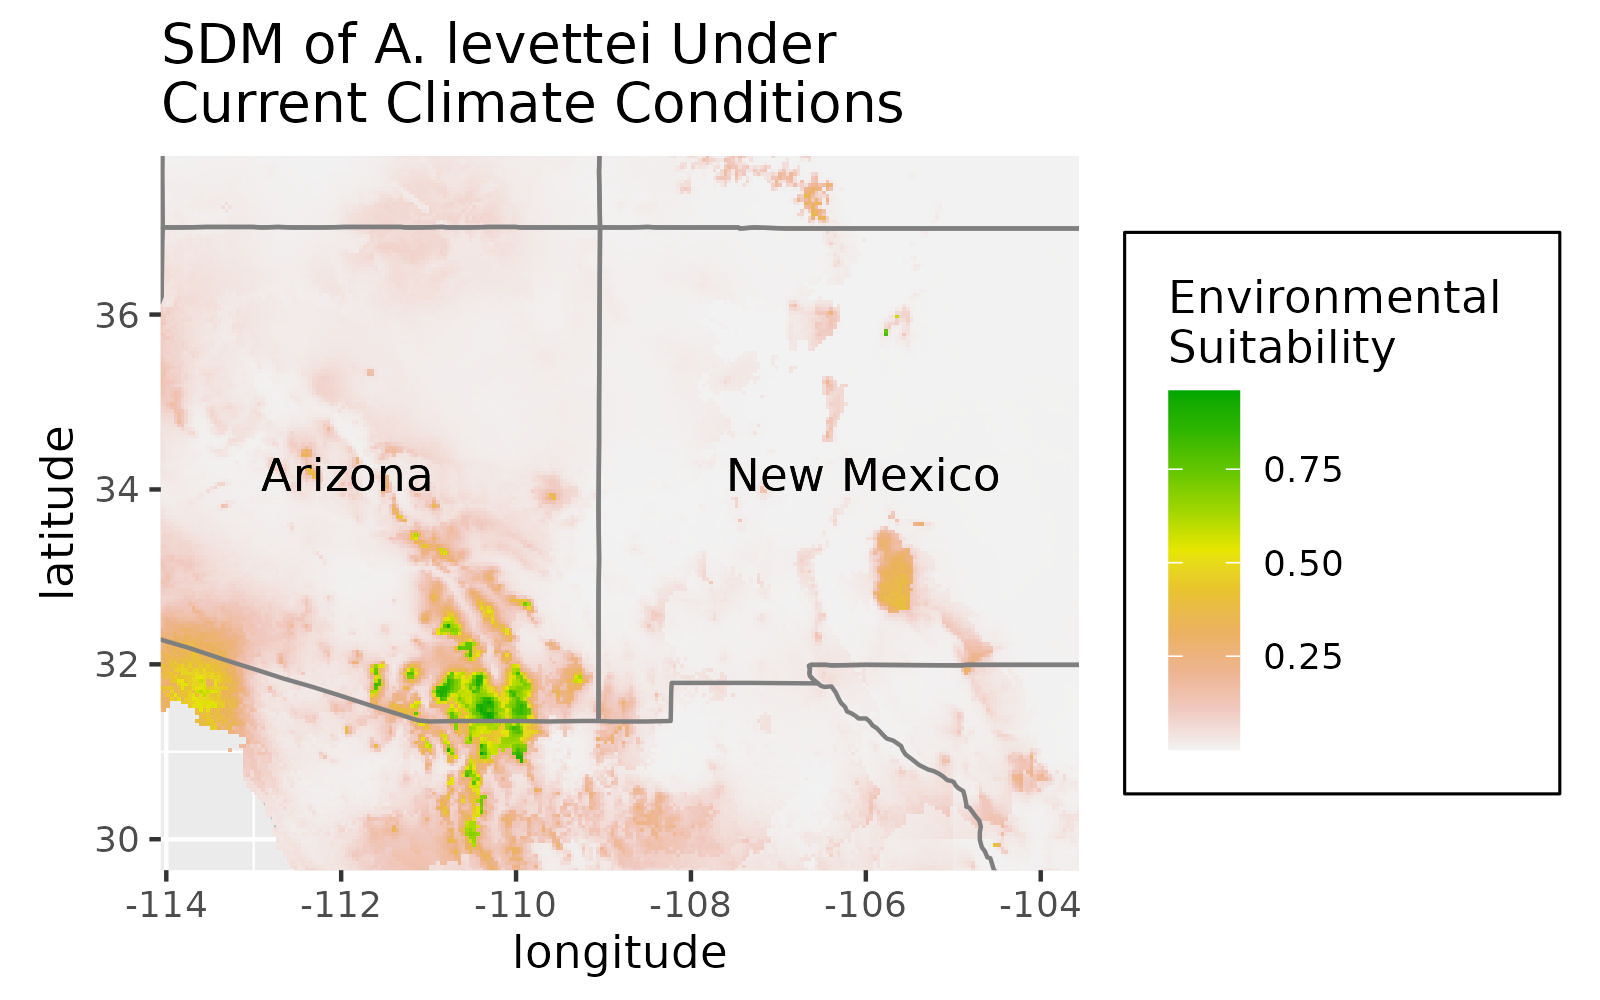 SDM of A. levettei Under
Current Climate Conditions
Environmental
Suitability
0.75
0.50
0.25
Arizona
New Mexico
latitude
36
34
32
30
-114
-112
-110
-108
-106
-104
longitude